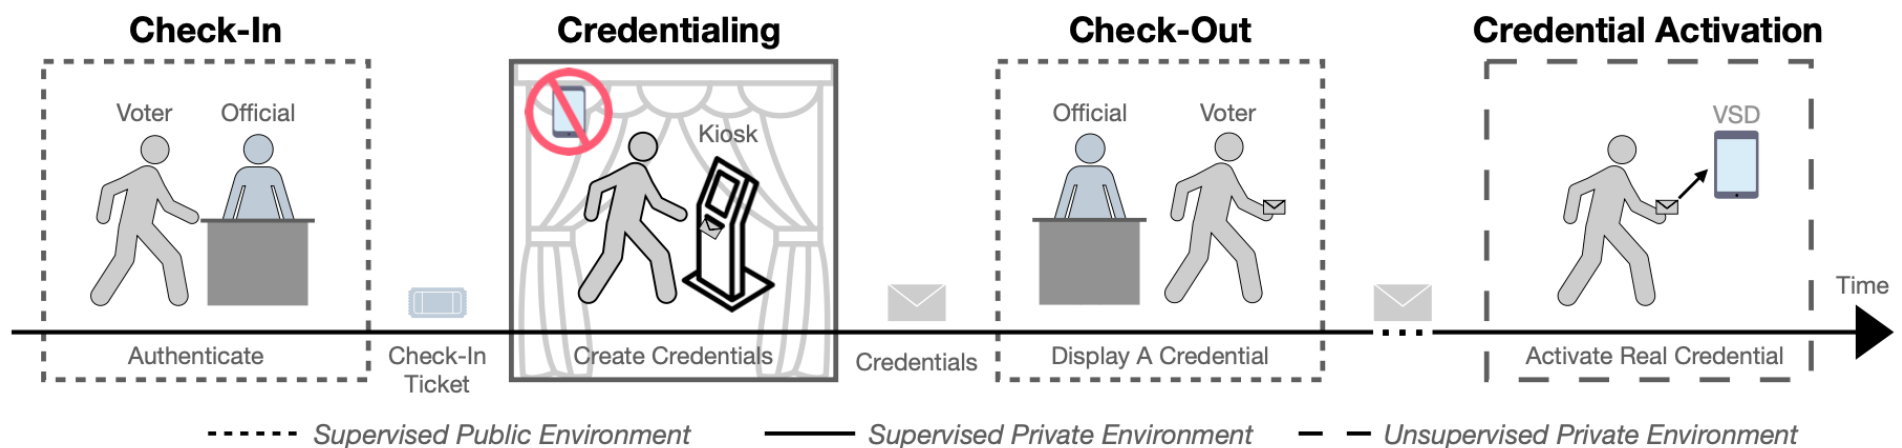 Check-In
Credentialing
Check-Out
Credential Activation
Voter
Official
Kiosk
Official
Voter
VSD
Time
Authenticate
Check-In
Ticket
Create Credentials
Credentials
Display A Credential
Activate Real Credential
Supervised Public Environment
Supervised Private Environment
Unsupervised Private Environment